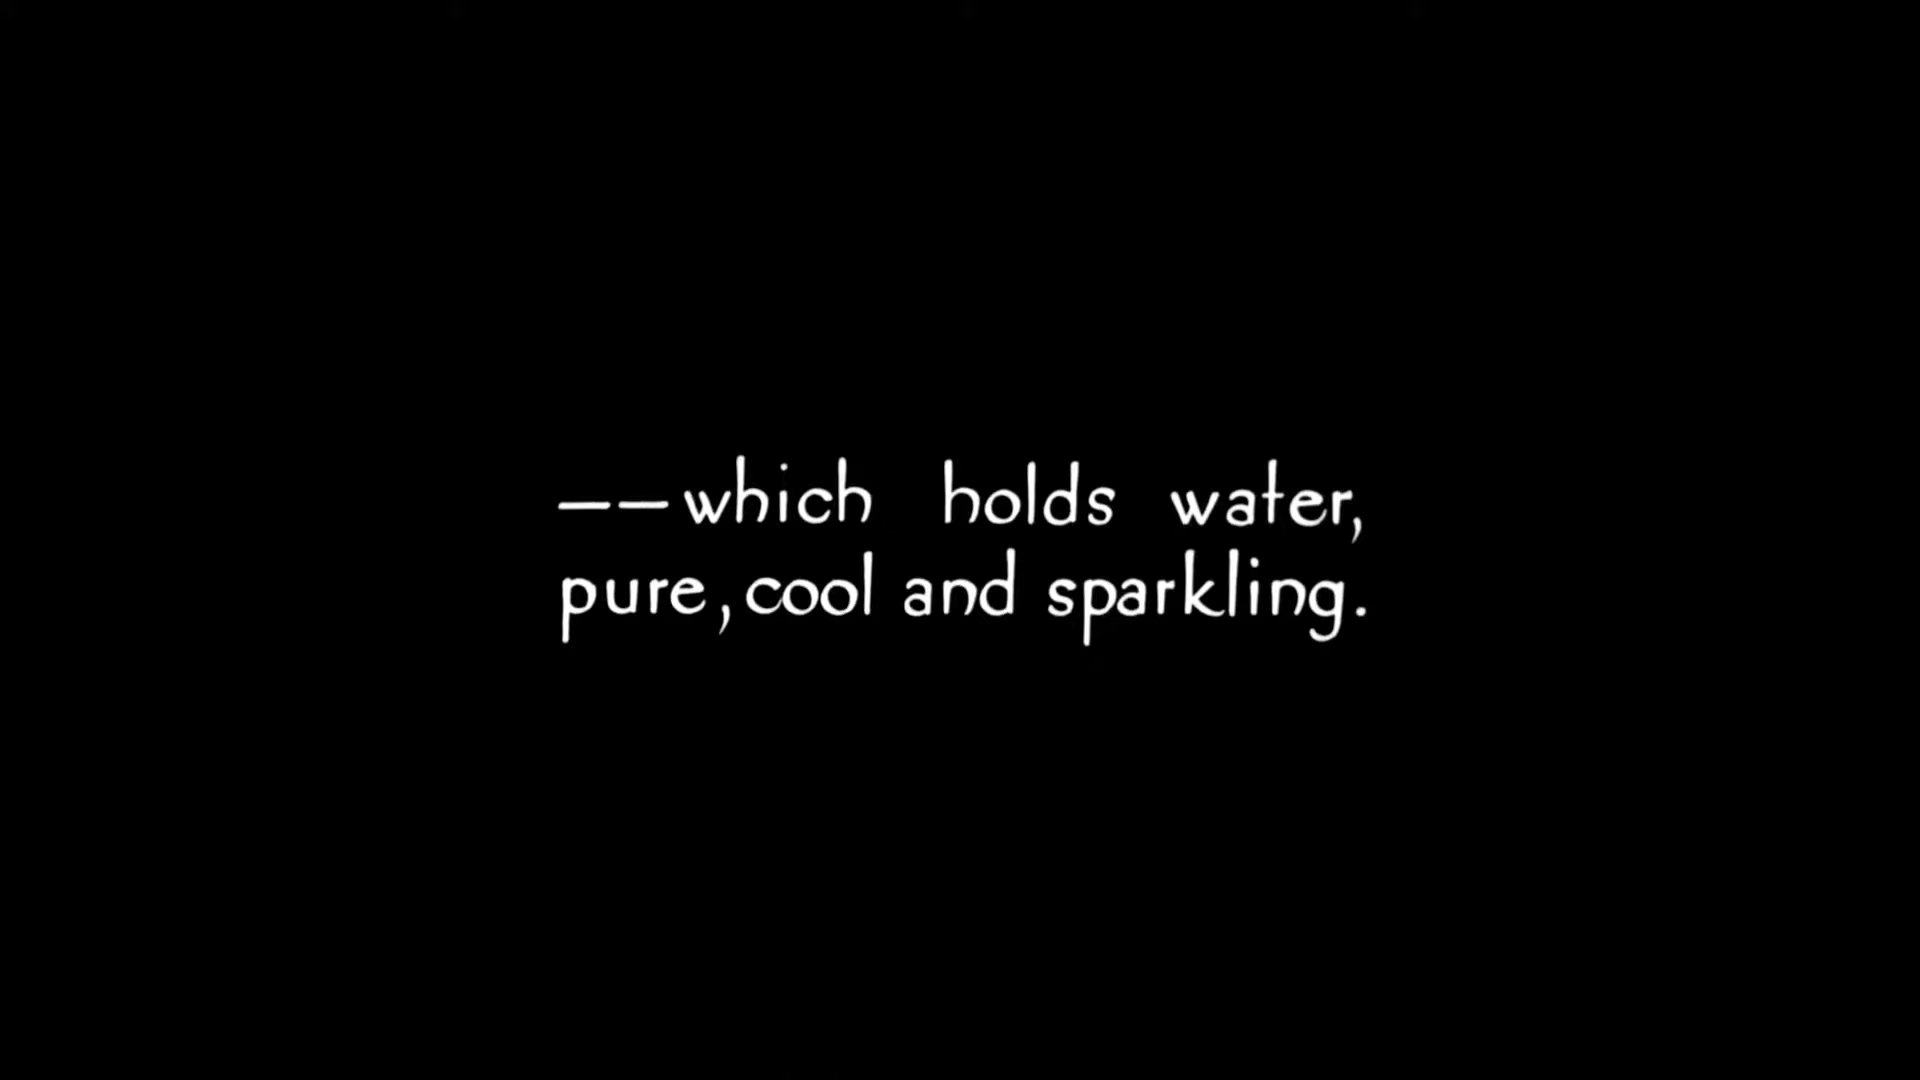 ——which holds water,
pure, cool and sparkling.